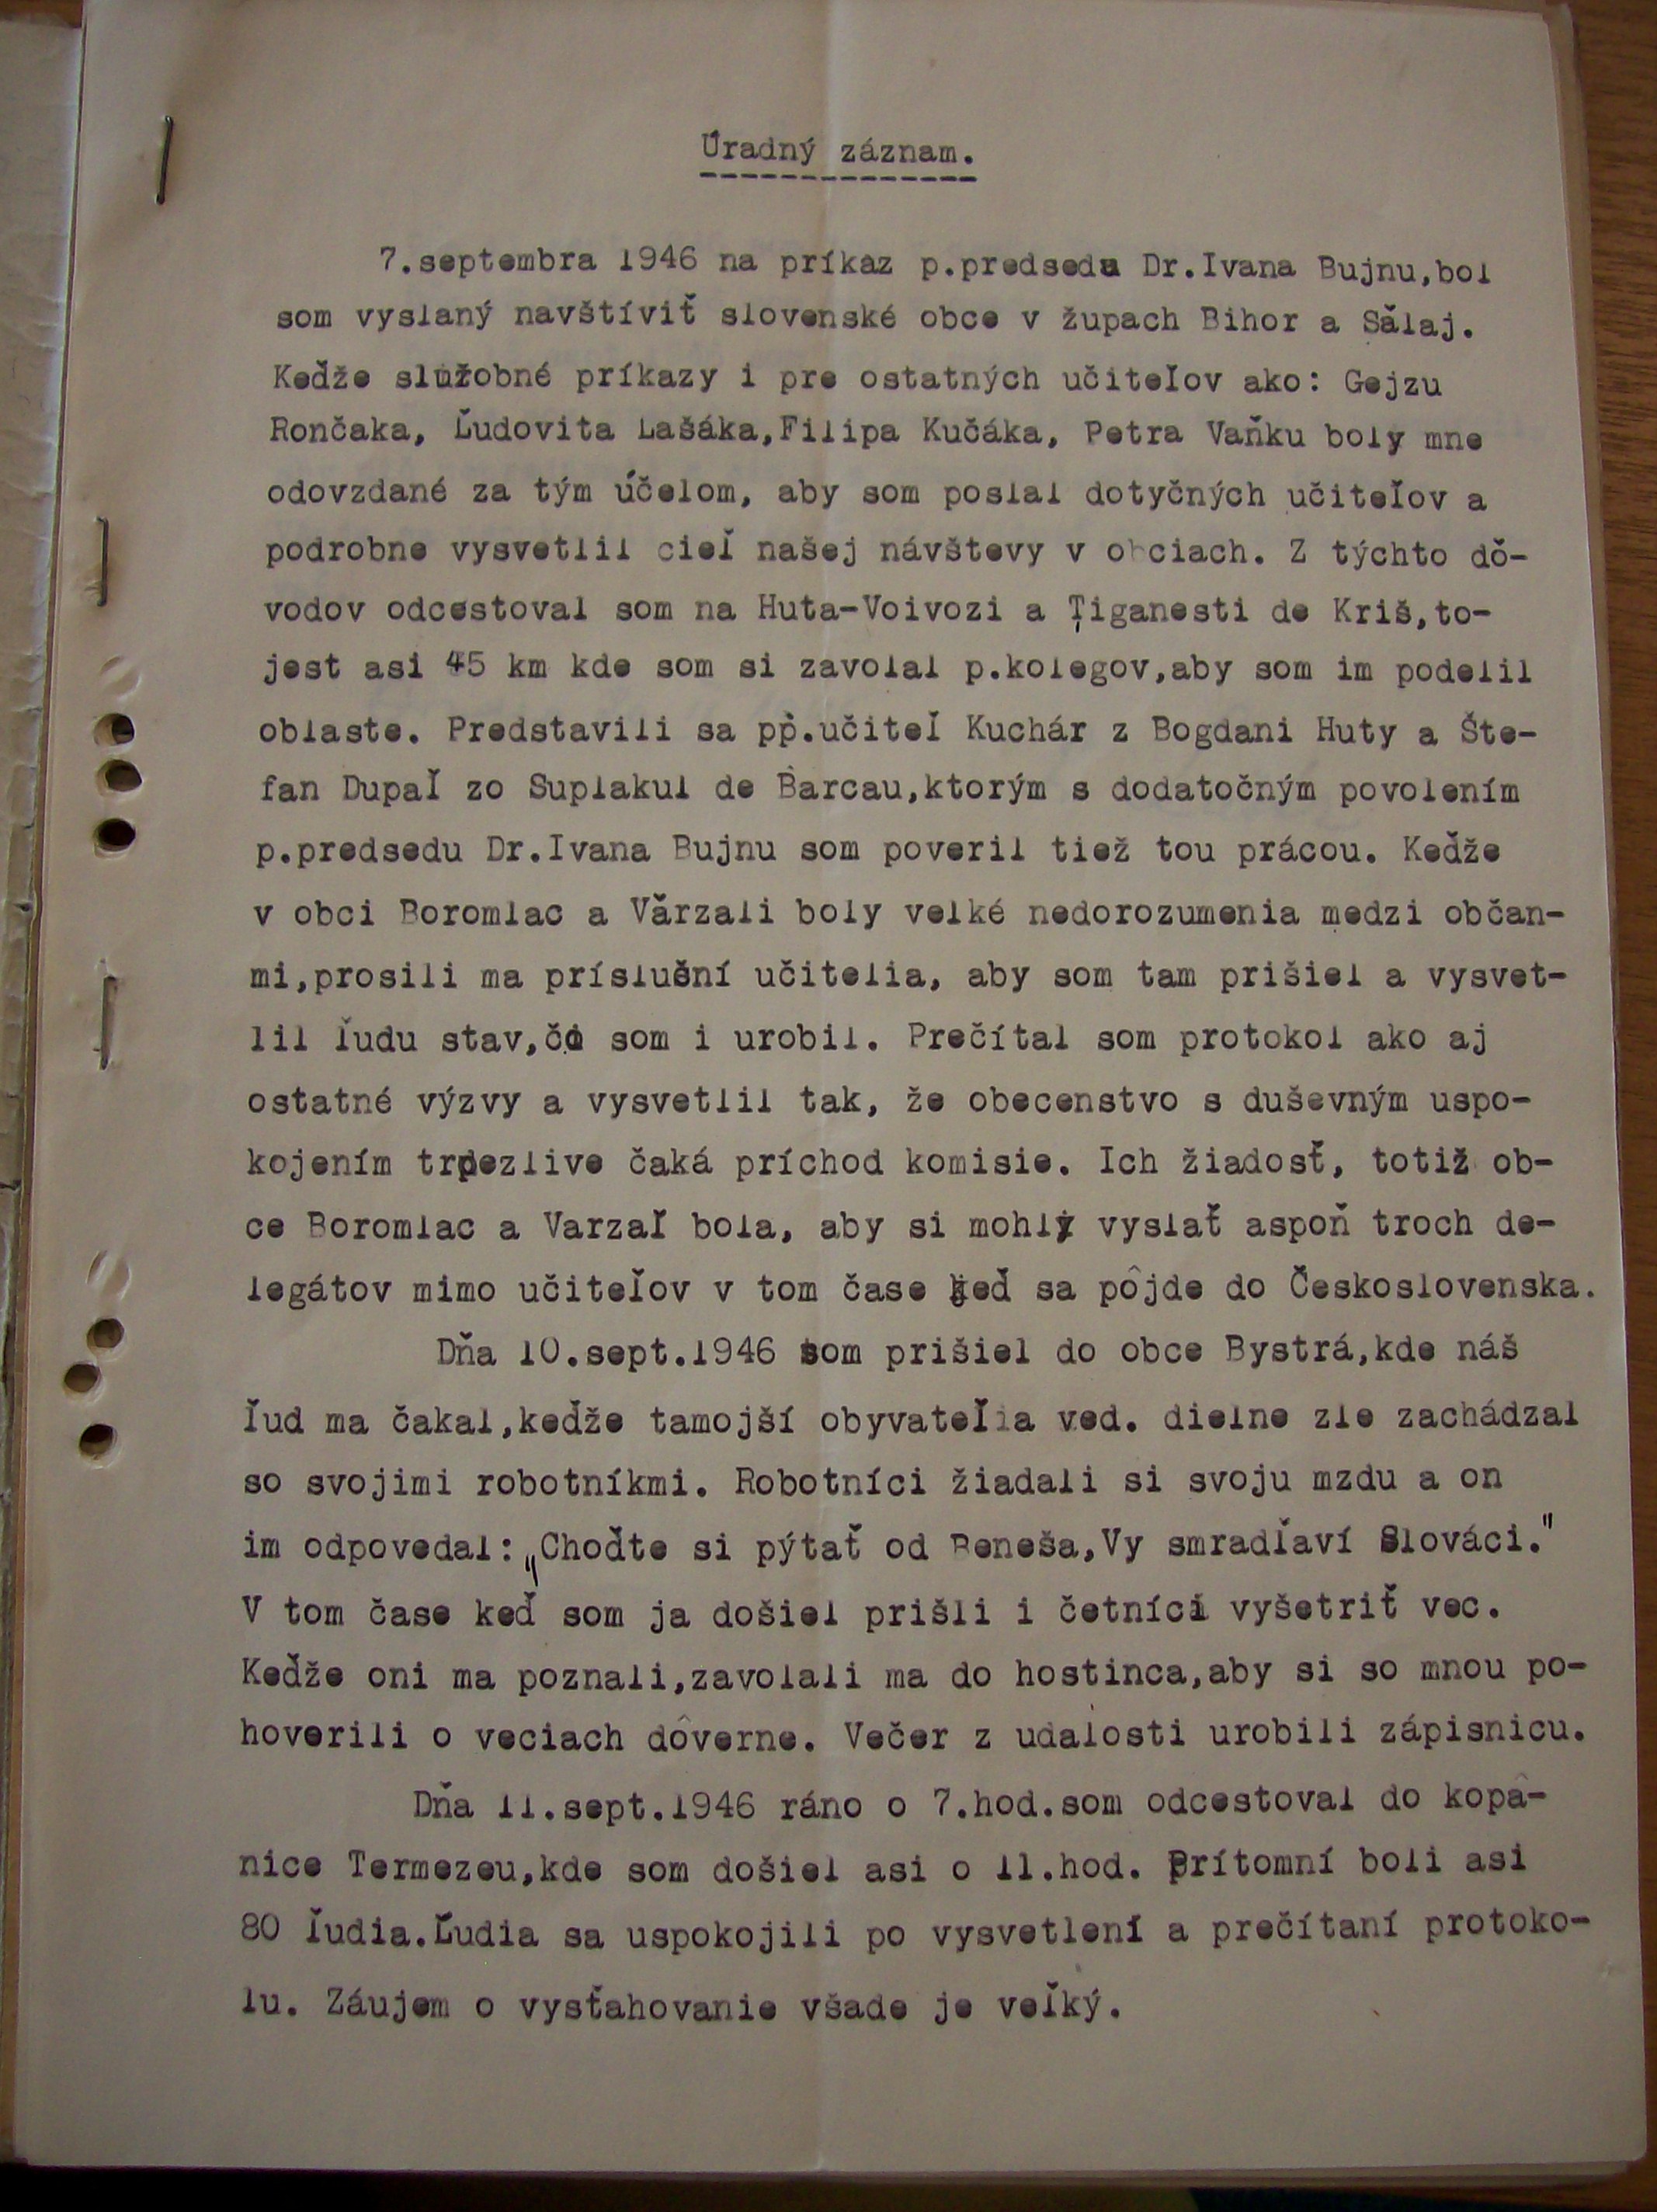 Úradný záznam.
7.septembra 1946 na príkaz p.predsedu Dr.Ivana Bujnu,bol
som vyslaný navštíviť slovenské obce v župach Bihor a Sălaj.
Keďže služobné príkazy i pre ostatných učiteľov ako: Gejzu
Rončaka, Ľudovita Lašáka,Filipa Kučáka, Petra Vaňku boly mne
odovzdané za tým účelom, aby som poslal dotyčných učiteľov a
podrobne vysvetlil cieľ našej návštevy v obciach. Z týchto dô-
vodov odcestoval som na Huta-Voivozi a Ţiganesti de Kriš,to-
jest asi 45 km kde som si zavolal p.kolegov,aby som im podelil
oblaste. Predstavili sa pp.učiteľ Kuchár z Bogdani Huty a Šte-
fan Dupaľ zo Suplakul de Barcau,ktorým s dodatočným povolením
p.predsedu Dr.Ivana Bujnu som poveril tiež tou prácou. Keďže
v obci Boromlac a Vărzali boly velké nedorozumenia medzi občan-
mi,prosili ma príslušní učitelia, aby som tam prišiel a vysvet-
lil ľudu stav,čo som i urobil. Prečítal som protokol ako aj
ostatné výzvy a vysvetlil tak, že obecenstvo s duševným uspo-
kojením trpezlive čaká príchod komisie. Ich žiadosť, totiž ob-
ce Boromlac a Varzaľ bola, aby si mohly vyslať aspoň troch de-
legátov mimo učiteľov v tom čase keď sa pôjde do Československa.
Dňa 10.sept.1946 som prišiel do obce Bystrá,kde náš
ľud ma čakal,keďže tamojší obyvateľia ved. dielne zle zachádzal
so svojimi robotníkmi. Robotníci žiadali si svoju mzdu a on
im odpovedal: „Choďte si pýtať od Beneša,Vy smradľaví Slováci."
V tom čase keď som ja došiel prišli i četníci vyšetriť vec.
Keďže oni ma poznali,zavolali ma do hostinca,aby si so mnou po-
hoverili o veciach dôverne. Večer z udalosti urobili zápisnicu.
Dňa 11.sept.1946 ráno o 7.hod.som odcestoval do kopâ-
nice Termezeu,kde som došiel asi o 11.hod. Prítomní boli asi
80 ľudia.Ľudia sa uspokojili po vysvetlení a prečítaní protoko-
lu. Záujem o vysťahovanie všade je veľký.